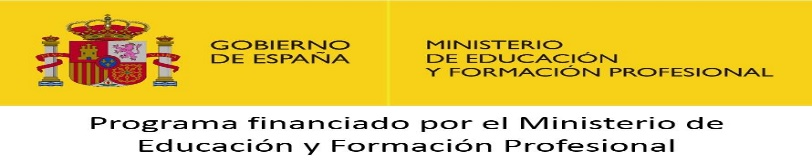 GOBIERNO
DE ESPAÑA
MINISTERIO
DE EDUCACIÓN
Y FORMACIÓN PROFESIONAL
Programa financiado por el Ministerio de
Educación y Formación Profesional